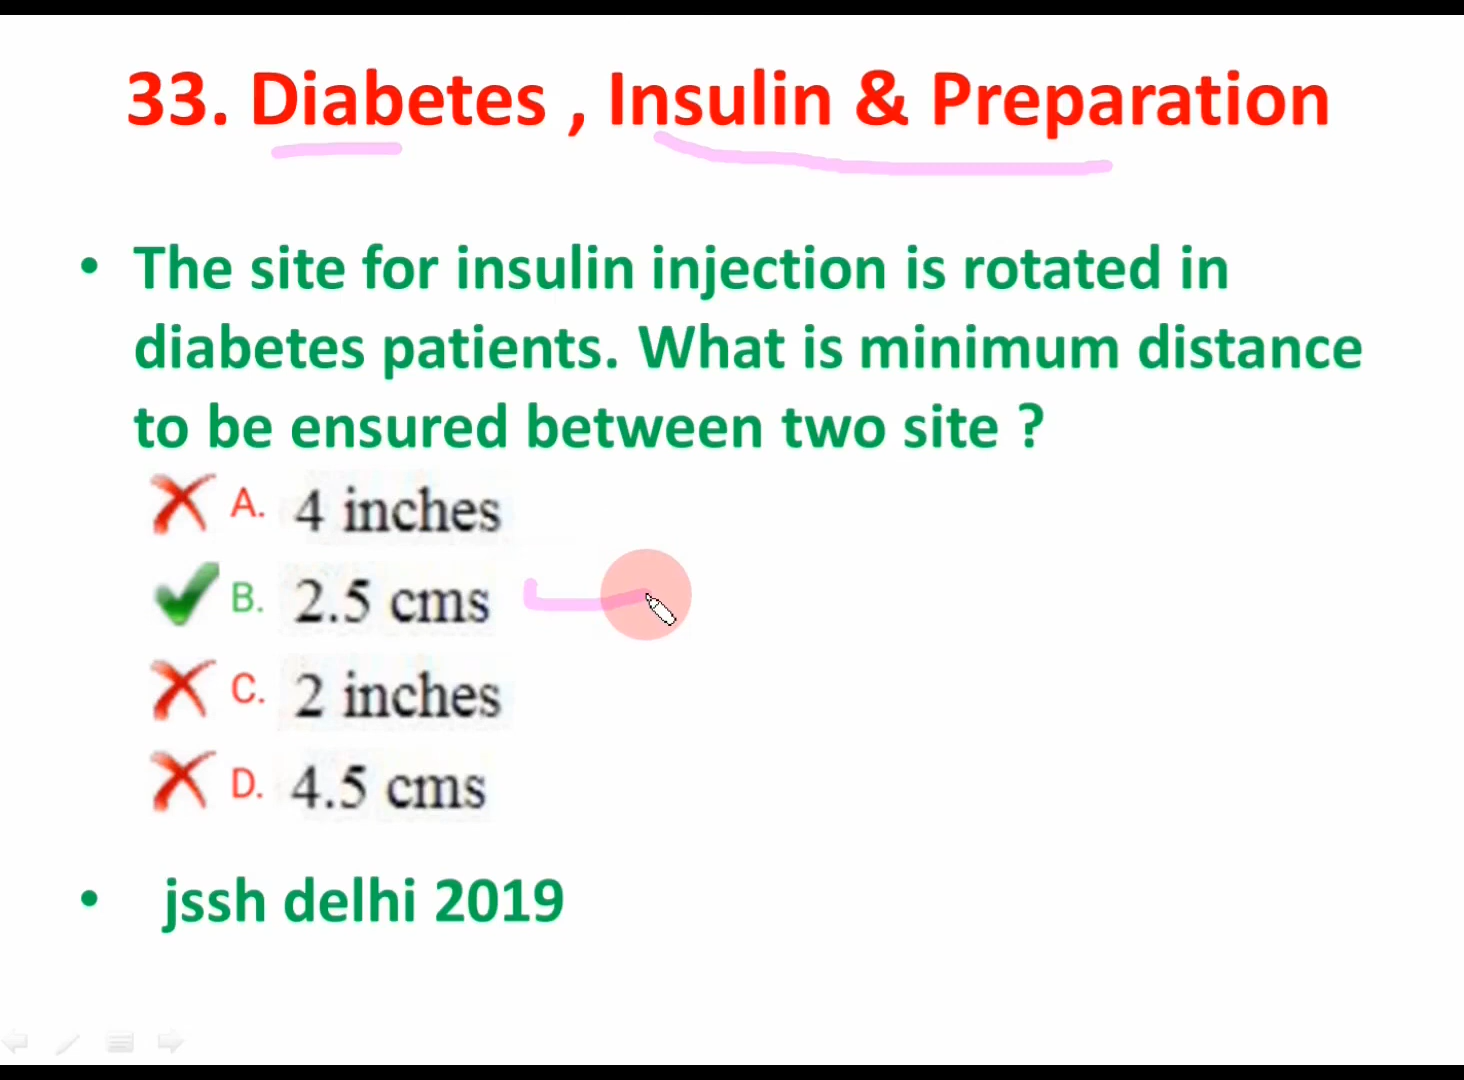 33. Diabetes , Insulin & Preparation
• The site for insulin injection is rotated in
diabetes patients. What is minimum distance
to be ensured between two site ?
A. 4 inches
B. 2.5 cms
C. 2 inches
D. 4.5 cms
• jssh delhi 2019